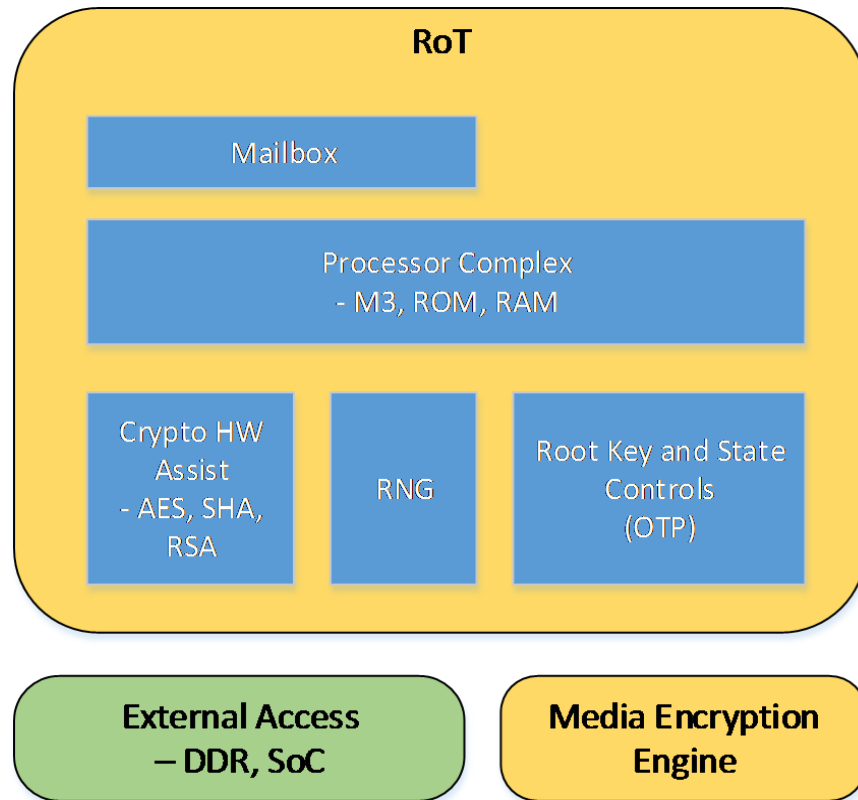 RoT
Mailbox
Processor Complex
- M3, ROM, RAM
Crypto HW
Assist
- AES, SHA,
RSA
RNG
Root Key and State
Controls
(OTP)
External Access
– DDR, SoC
Media Encryption
Engine